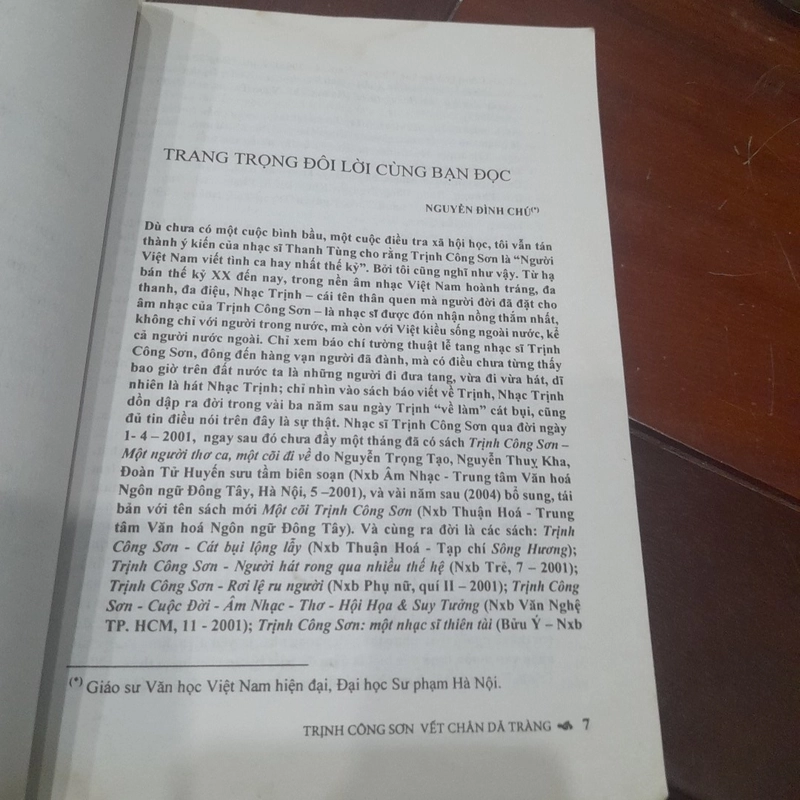 TRANG TRỌNG ĐÔI LỜI CÙNG BẠN ĐỌC
NGUYỄN ĐÌNH CHÚ(*)
Dù chưa có một cuộc bình bầu, một cuộc điều tra xã hội học, tôi vẫn tán
thành ý kiến của nhạc sĩ Thanh Tùng cho rằng Trịnh Công Sơn là “Người
Việt Nam viết tình ca hay nhất thế kỷ”. Bởi tôi cũng nghĩ như vậy. Từ hạ
bán thế kỷ XX đến nay, trong nền âm nhạc Việt Nam hoành tráng, đa
thanh, đa điệu, Nhạc Trịnh – cái tên thân quen mà người đời đã đặt cho
âm nhạc của Trịnh Công Sơn – là nhạc sĩ được đón nhận nồng thắm nhất,
không chỉ với người trong nước, mà còn với Việt kiều sống ngoài nước, kể
cả người nước ngoài. Chỉ xem báo chí tường thuật lễ tang nhạc sĩ Trịnh
Công Sơn, đông đến hàng vạn người đã đành, mà có điều chưa từng thấy
bao giờ trên đất nước ta là những người đi đưa tang, vừa đi vừa hát, dĩ
nhiên là hát Nhạc Trịnh; chỉ nhìn vào sách báo viết về Trịnh, Nhạc Trịnh
dồn dập ra đời trong vài ba năm sau ngày Trịnh “về làm” cát bụi, cũng
đủ tin điều nói trên đây là sự thật. Nhạc sĩ Trịnh Công Sơn qua đời ngày
1- 4 – 2001, ngay sau đó chưa đầy một tháng đã có sách Trịnh Công Sơn –
Một người thơ ca, một cõi đi về do Nguyễn Trọng Tạo, Nguyễn Thuỵ Kha,
Đoàn Tử Huyến sưu tầm biên soạn (Nxb Âm Nhạc - Trung tâm Văn hoá
Ngôn ngữ Đông Tây, Hà Nội, 5 –2001), và vài năm sau (2004) bổ sung, tái
bản với tên sách mới Một cõi Trịnh Công Sơn (Nxb Thuận Hoá - Trung
tâm Văn hoá Ngôn ngữ Đông Tây). Và cùng ra đời là các sách: Trịnh
Công Sơn - Cát bụi lộng lẫy (Nxb Thuận Hoá - Tạp chí Sông Hương);
Trịnh Công Sơn - Người hát rong qua nhiều thế hệ (Nxb Trẻ, 7 – 2001);
Trịnh Công Sơn - Rơi lệ ru người (Nxb Phụ nữ, quí II – 2001); Trịnh Công
Sơn - Cuộc Đời - Âm Nhạc - Thơ - Hội Họa & Suy Tưởng (Nxb Văn Nghệ
TP. HCM, 11 - 2001); Trịnh Công Sơn: một nhạc sĩ thiên tài (Bửu Ý – Nxb
(*) Giáo sư Văn học Việt Nam hiện đại, Đại học Sư phạm Hà Nội.
TRỊNH CÔNG SƠN VẾT CHÂN DÃ TRÀNG 7